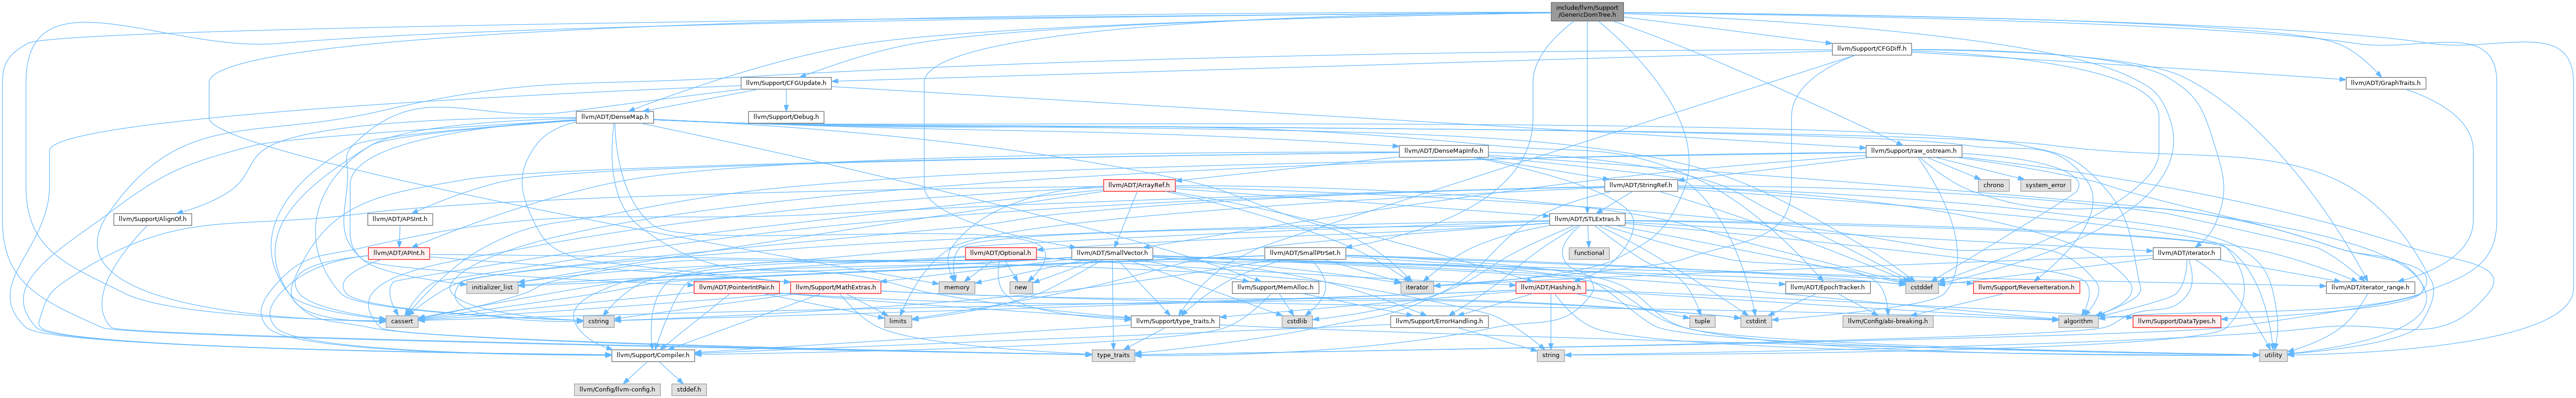 include/llvm/Support
/GenericDomTree.h
llvm/Support/CFGDiff.h
llvm/Support/CFGUpdate.h
llvm/ADT/GraphTraits.h
llvm/ADT/DenseMap.h
llvm/Support/Debug.h
llvm/ADT/DenseMapInfo.h
llvm/Support/raw_ostream.h
llvm/ADT/ArrayRef.h
llvm/ADT/StringRef.h
chrono
system_error
llvm/Support/AlignOf.h
llvm/ADT/APSInt.h
llvm/ADT/STLExtras.h
llvm/ADT/APInt.h
llvm/ADT/Optional.h
llvm/ADT/SmallVector.h
llvm/ADT/SmallPtrSet.h
functional
llvm/ADT/iterator.h
initializer_list
llvm/ADT/PointerIntPair.h
llvm/Support/MathExtras.h
memory
new
llvm/Support/MemAlloc.h
iterator
llvm/ADT/Hashing.h
llvm/ADT/EpochTracker.h
cstddef
llvm/Support/ReverseIteration.h
llvm/ADT/iterator_range.h
cassert
cstring
limits
llvm/Support/type_traits.h
cstdlib
llvm/Support/ErrorHandling.h
tuple
cstdint
llvm/Config/abi-breaking.h
algorithm
llvm/Support/DataTypes.h
llvm/Support/Compiler.h
type_traits
string
utility
llvm/Config/llvm-config.h
stddef.h